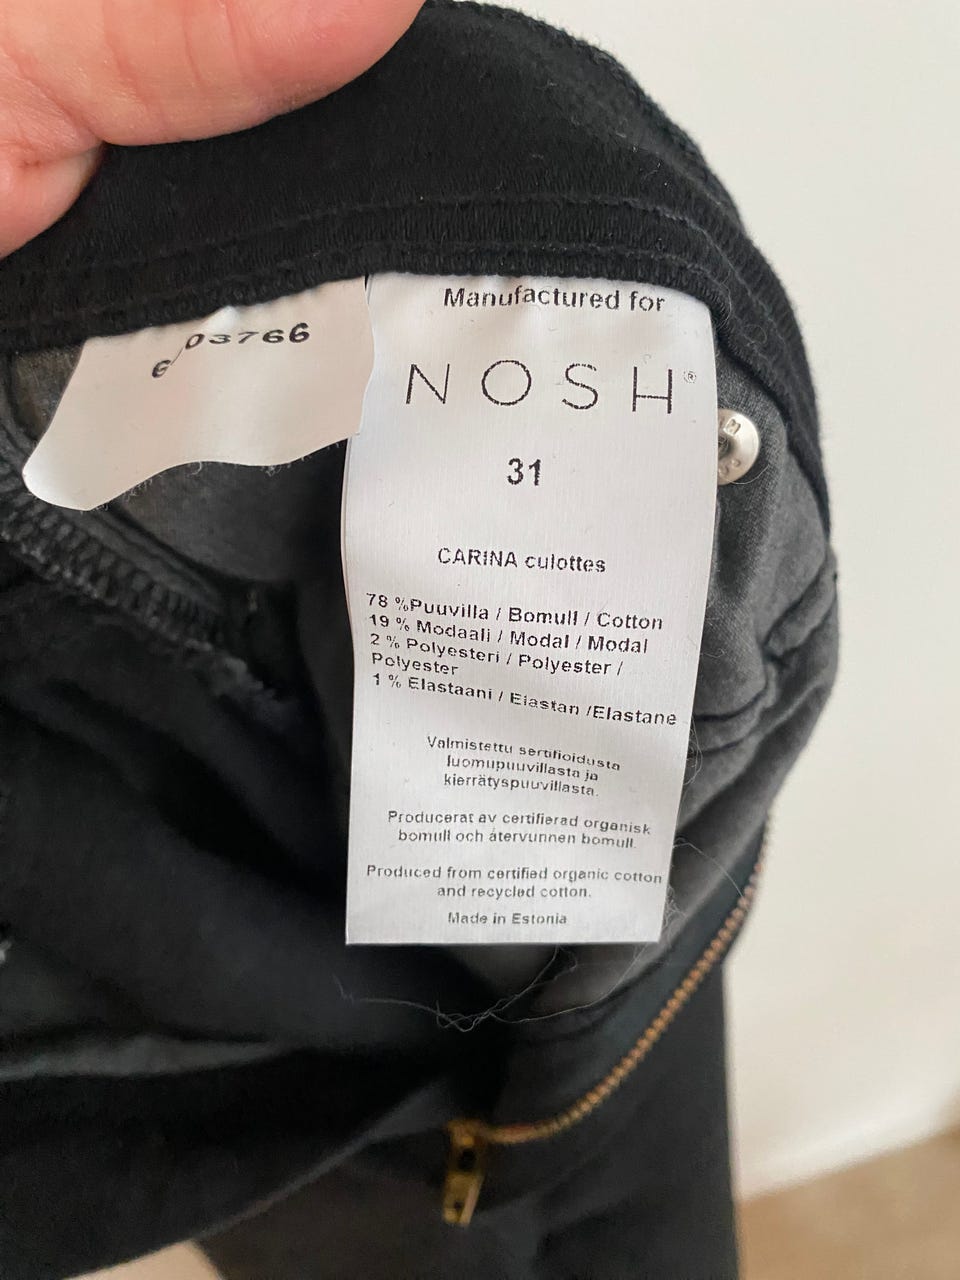 03766
6
Manufactured for
NOSH®
31
CARINA culottes
78 %Puuvilla / Bomull / Cotton
19 % Modaali / Modal / Modal
2 % Polyesteri / Polyester /
Polyester
1 % Elastaani / Elastan /Elastane
Valmistettu sertifioidusta
luomupuuvillasta ja
kierrätyspuuvillasta.
Producerat av certifierad organisk
bomull och återvunnen bomull.
Produced from certified organic cotton
and recycled cotton.
Made in Estonia